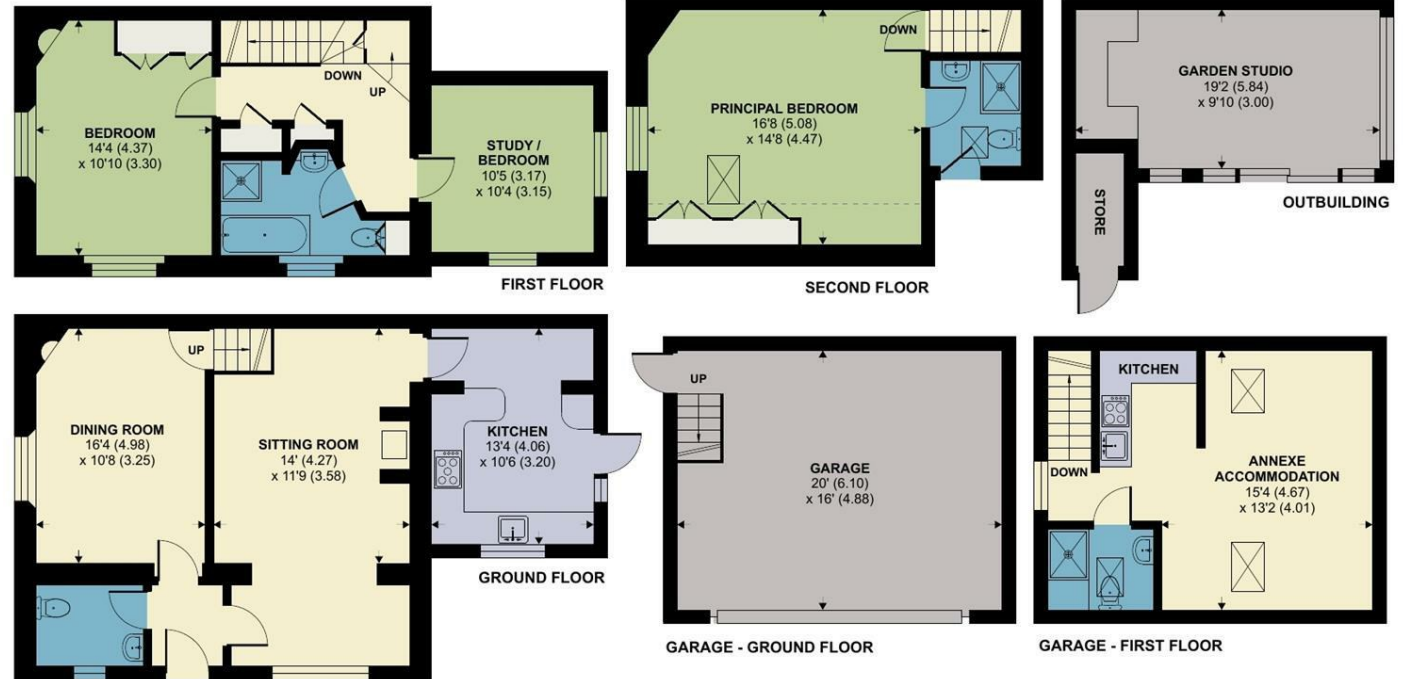 BEDROOM
14'4 (4.37)
x 10'10 (3.30)
DOWN
UP
STUDY /
BEDROOM
10'5 (3.17)
x 10'4 (3.15)
FIRST FLOOR
PRINCIPAL BEDROOM
16'8 (5.08)
x 14'8 (4.47)
DOWN
SECOND FLOOR
GARDEN STUDIO
19'2 (5.84)
x 9'10 (3.00)
STORE
OUTBUILDING
DINING ROOM
16'4 (4.98)
x 10'8 (3.25)
UP
SITTING ROOM
14' (4.27)
x 11'9 (3.58)
KITCHEN
13'4 (4.06)
x 10'6 (3.20)
GROUND FLOOR
UP
GARAGE
20' (6.10)
x 16' (4.88)
GARAGE - GROUND FLOOR
KITCHEN
DOWN
ANNEXE
ACCOMMODATION
15'4 (4.67)
x 13'2 (4.01)
GARAGE - FIRST FLOOR